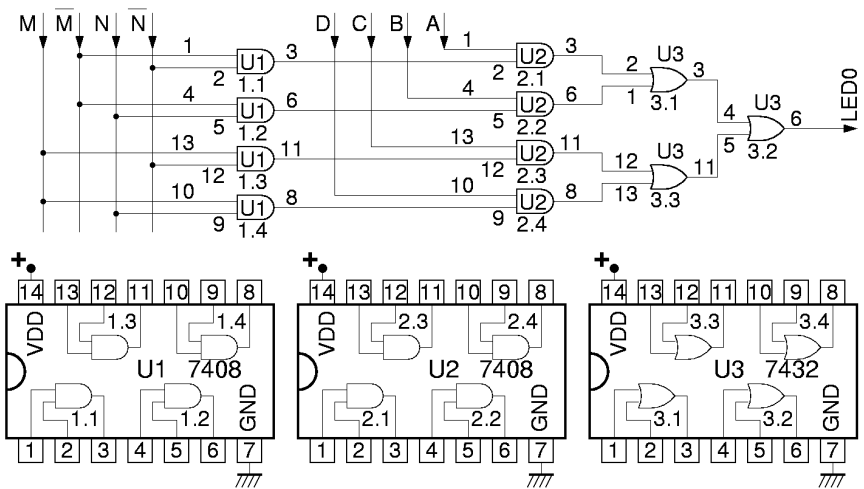 M M̅ N N̅ D C B A
1 3 1 3 U3
2 U1 2 U2 2 3
1.1 2.1 1 3.1
4 6 4 6 4 U3 6 LED0
5 U1 5 U2 5 3.2
1.2 2.2
13 11 13 11 12 U3 11
12 U1 12 U2 13 3.3
1.3 2.3
10 8 10 8
9 U1 9 U2
1.4 2.4
+ + +
14 13 12 11 10 9 8 14 13 12 11 10 9 8 14 13 12 11 10 9 8
VDD 1.3 1.4 VDD 2.3 2.4 VDD 3.3 3.4
U1 7408 U2 7408 U3 7432
1.1 1.2 GND 2.1 2.2 GND 3.1 3.2 GND
1 2 3 4 5 6 7 1 2 3 4 5 6 7 1 2 3 4 5 6 7